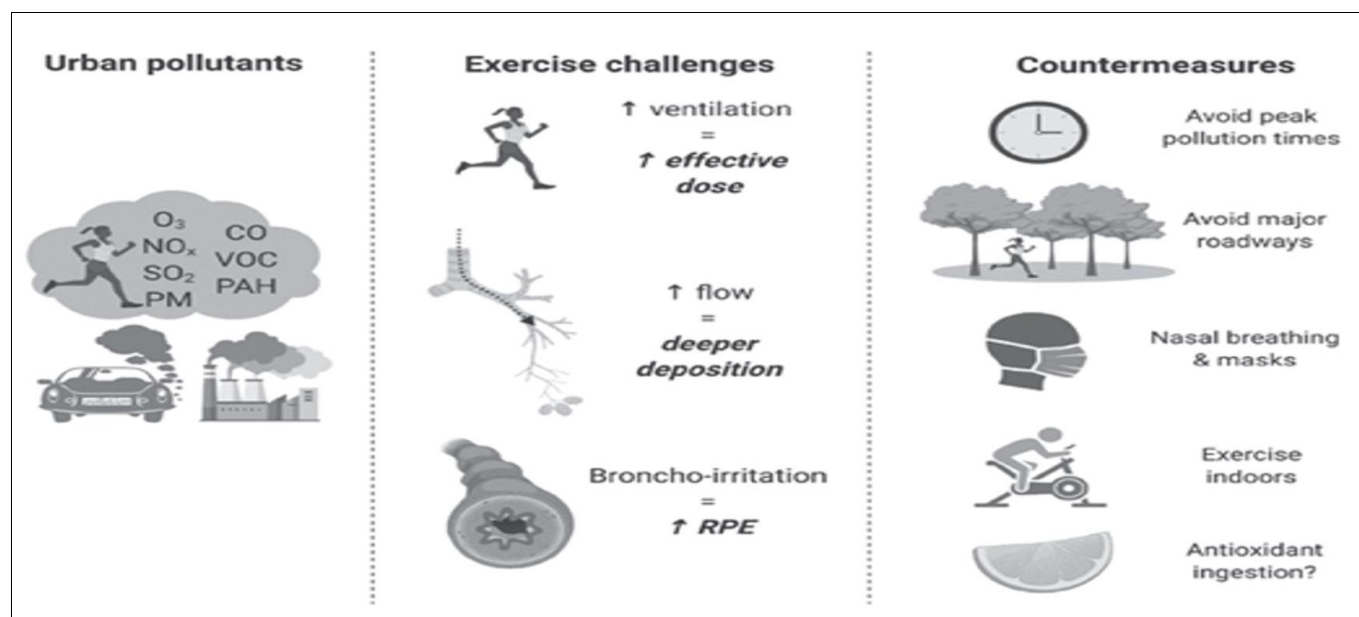 Urban pollutants
O₃
NOₓ
SO₂
PM
CO
VOC
PAH
Exercise challenges
↑ ventilation
=
↑ effective
dose
↑ flow
=
deeper
deposition
Broncho-irritation
=
↑ RPE
Countermeasures
Avoid peak
pollution times
Avoid major
roadways
Nasal breathing
& masks
Exercise
indoors
Antioxidant
ingestion?